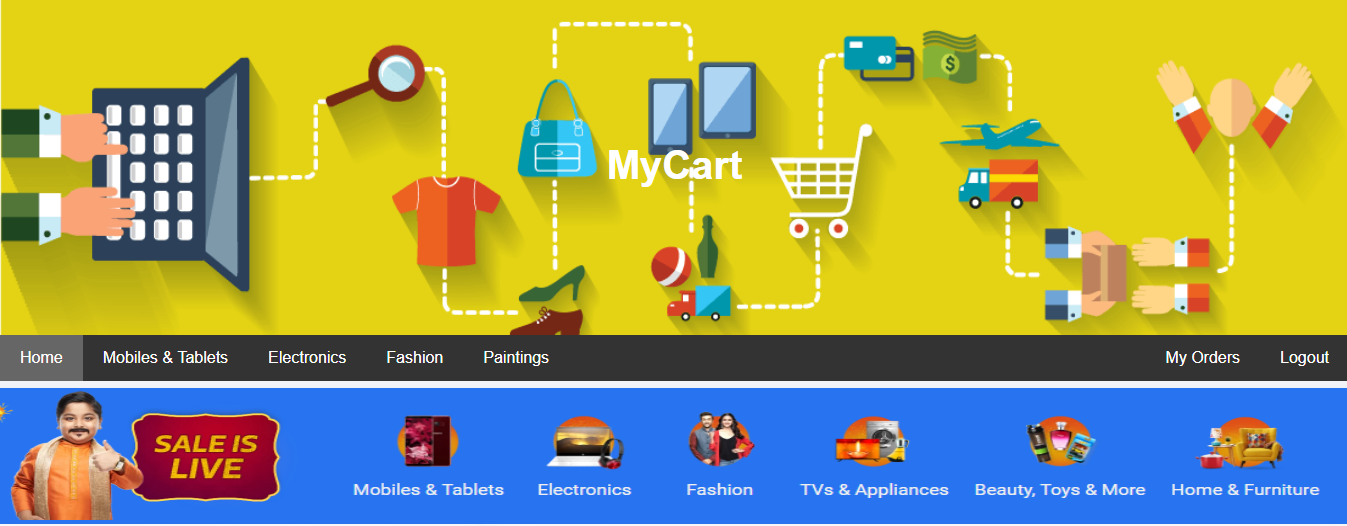 MyCart
$
Home Mobiles & Tablets Electronics Fashion Paintings My Orders Logout
SALE IS
LIVE
Mobiles & Tablets Electronics Fashion TVs & Appliances Beauty, Toys & More Home & Furniture